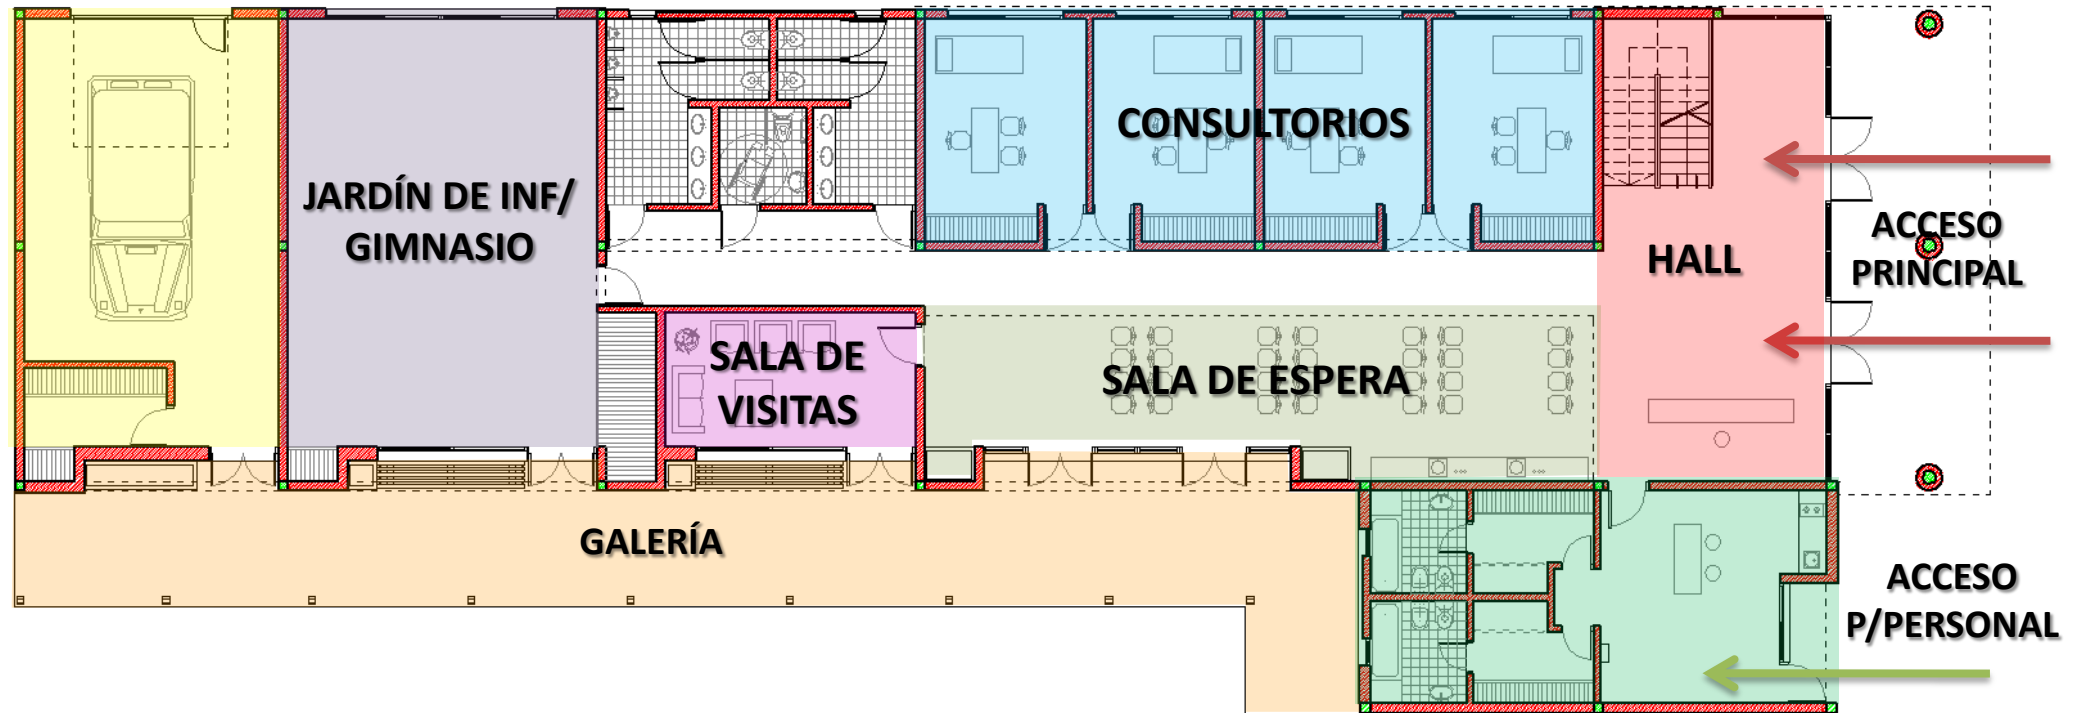 CONSULTORIOS
JARDÍN DE INF/
GIMNASIO
HALL
ACCESO
PRINCIPAL
SALA DE
VISITAS
SALA DE ESPERA
GALERÍA
ACCESO
P/PERSONAL